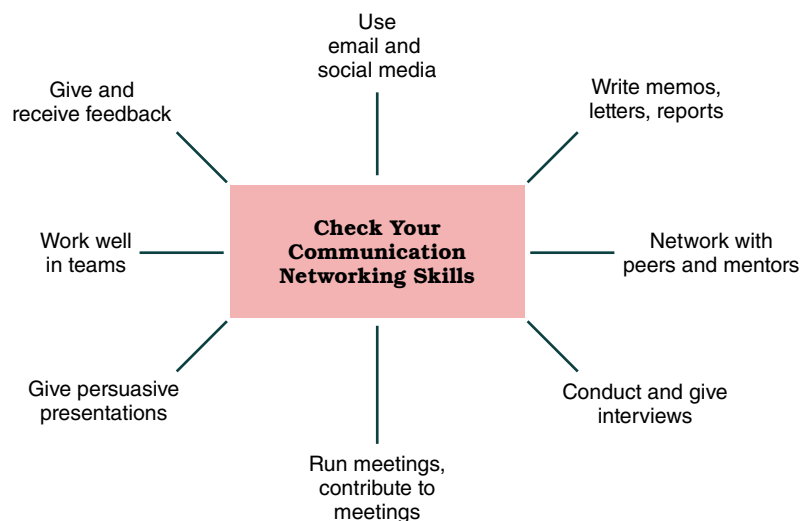 Use
email and
social media
Give and
receive feedback
Write memos,
letters, reports
Work well
in teams
Check Your
Communication
Networking Skills
Network with
peers and mentors
Give persuasive
presentations
Conduct and give
interviews
Run meetings,
contribute to
meetings